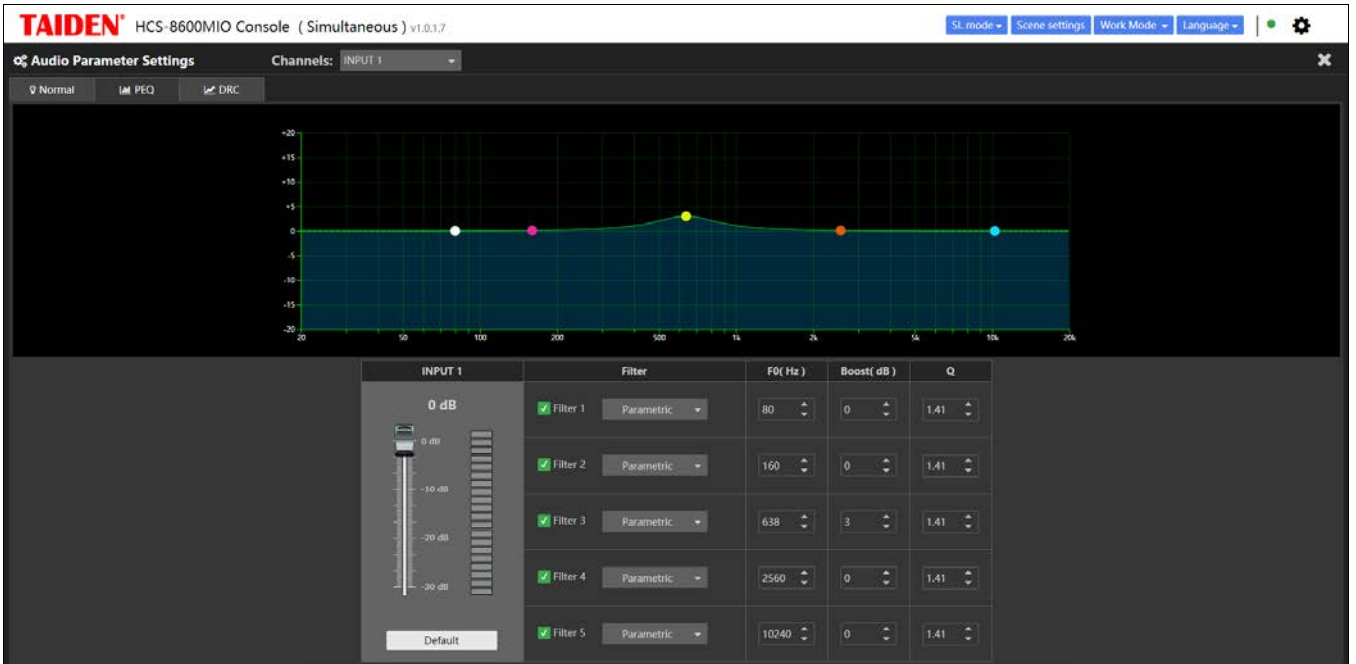 TAIDEN HCS-8600MIO Console ( Simultaneous ) v1.0.1.7 SI. mode Scene settings Work Mode Language
Audio Parameter Settings Channels: INPUT 1
Normal PEQ DRC
+20
+15
+10
+5
0
-5
-10
-15
-20
20 50 100 200 500 1k 2k 5k 10k 20k
INPUT 1 Filter F0( Hz ) Boost( dB ) Q
0 dB
0 dB
-10 dB
-20 dB
-30 dB
Default
Filter 1 Parametric 80 0 1.41
Filter 2 Parametric 160 0 1.41
Filter 3 Parametric 638 3 1.41
Filter 4 Parametric 2560 0 1.41
Filter 5 Parametric 10240 0 1.41